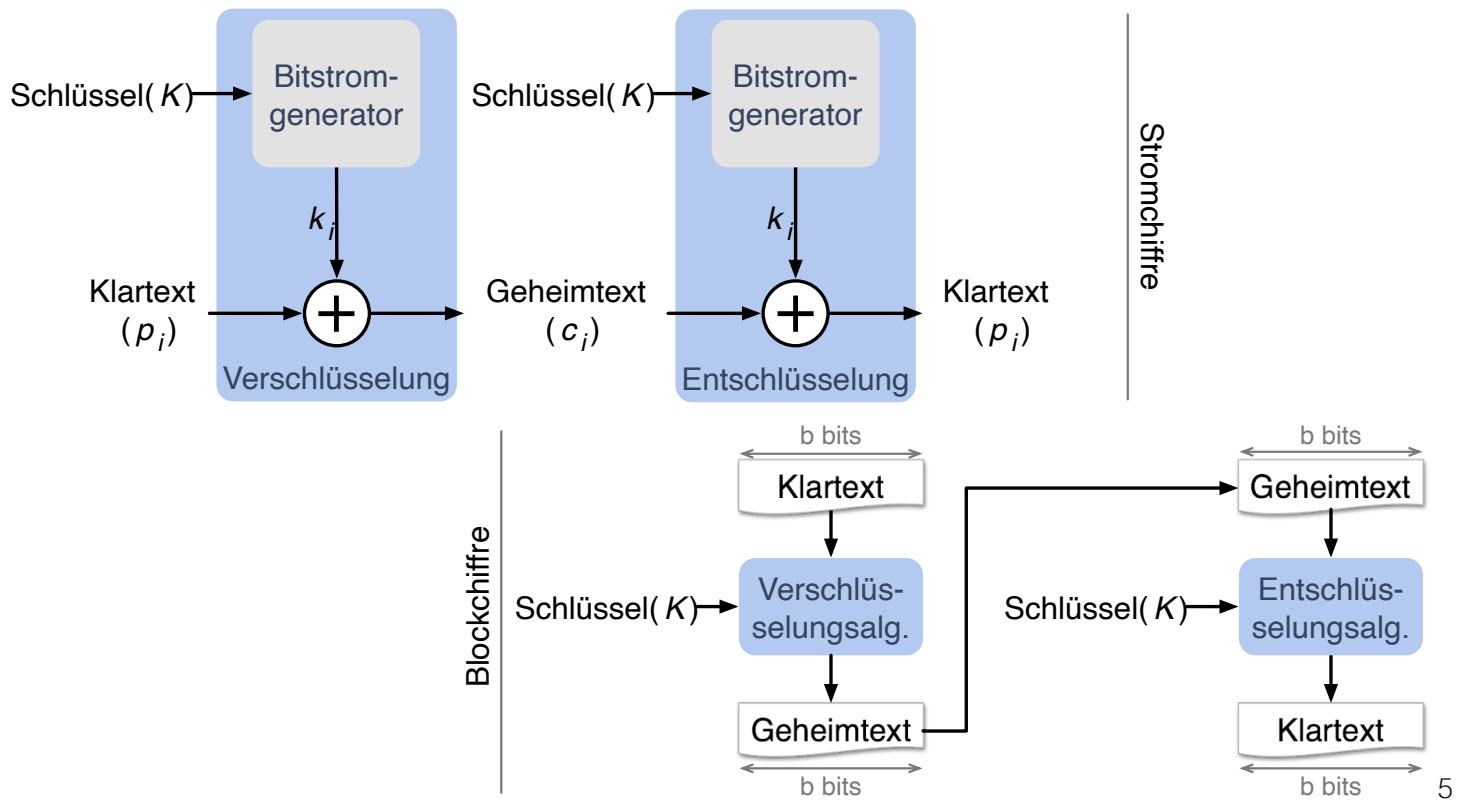 Bitstrom-
generator
Schlüssel(K)
k i
Klartext
(p i)
Verschlüsselung
Geheimtext
(c i)
Bitstrom-
generator
Schlüssel(K)
k i
Klartext
(p i)
Entschlüsselung
Stromchiffre
Blockchiffre
b bits
Klartext
Schlüssel(K)
Verschlüs-
selungsalg.
Geheimtext
b bits
b bits
Geheimtext
Schlüssel(K)
Entschlüs-
selungsalg.
Klartext
b bits
5